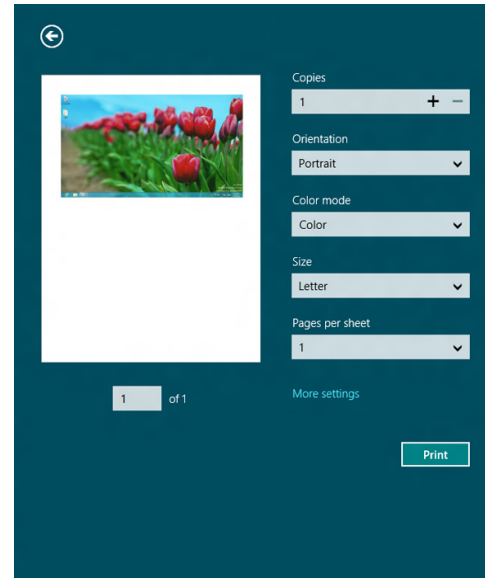 Copies
1
Orientation
Portrait
Color mode
Color
Size
Letter
Pages per sheet
1
More settings
1 of 1
Print